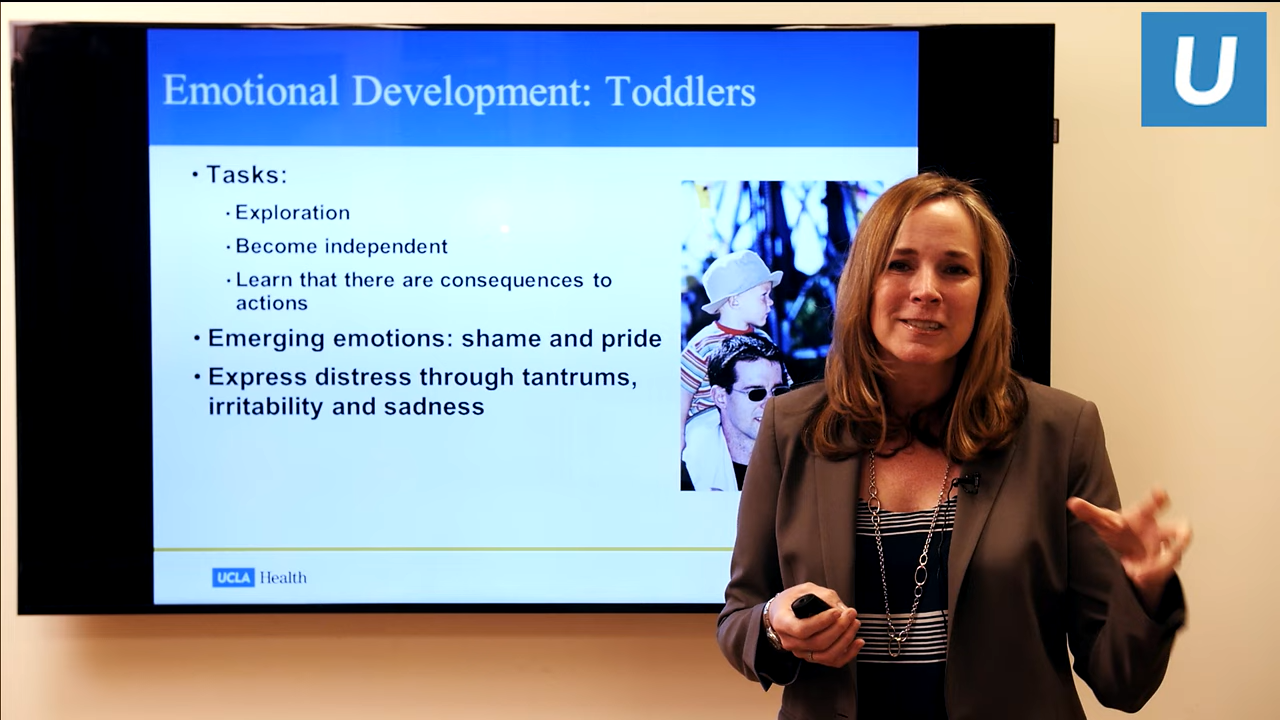 Emotional Development: Toddlers
• Tasks:
· Exploration
· Become independent
· Learn that there are consequences to
actions
• Emerging emotions: shame and pride
• Express distress through tantrums,
irritability and sadness
UCLA Health
U